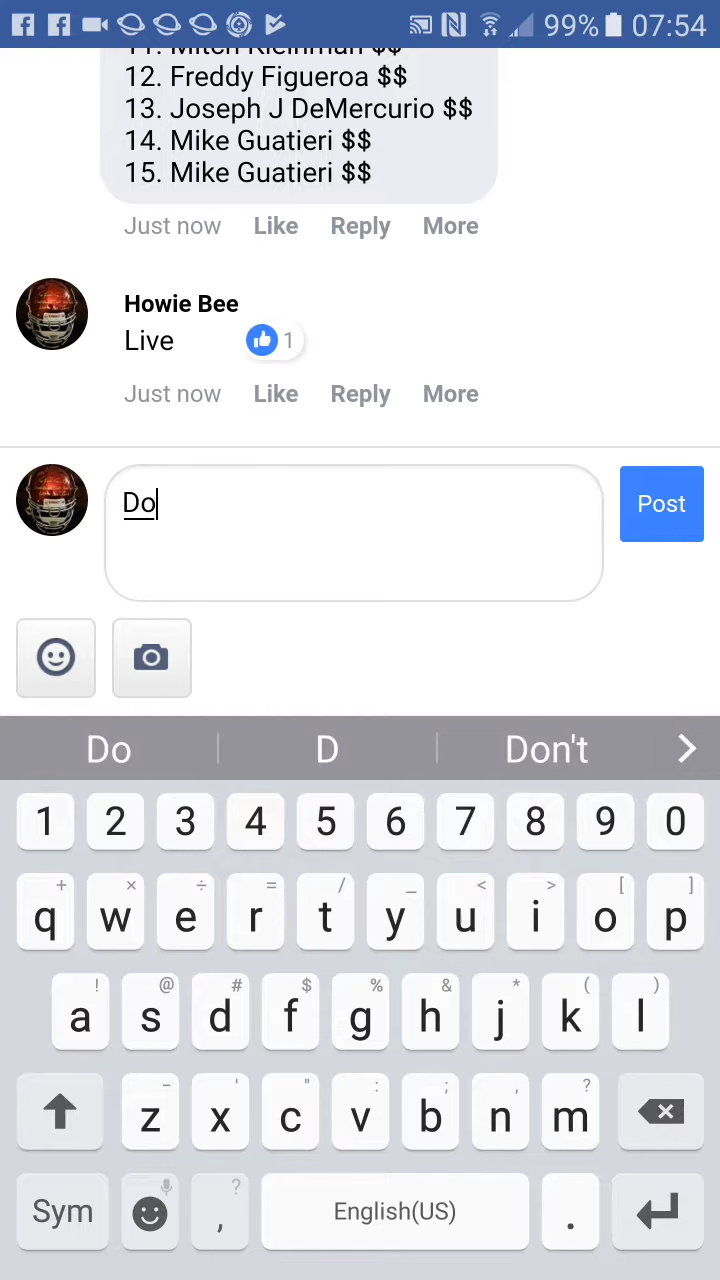 99% 07:54
12. Freddy Figueroa $$
13. Joseph J DeMercurio $$
14. Mike Guatieri $$
15. Mike Guatieri $$
Just now Like Reply More
Howie Bee
Live 1
Just now Like Reply More
Do Post
Do D Don't
1 2 3 4 5 6 7 8 9 0
+ × ÷ = / _ < > [ ]
q w e r t y u i o p
! @ # $ % & * ( )
a s d f g h j k l
- ' " : ; , ?
z x c v b n m
Sym , ? English(US) .